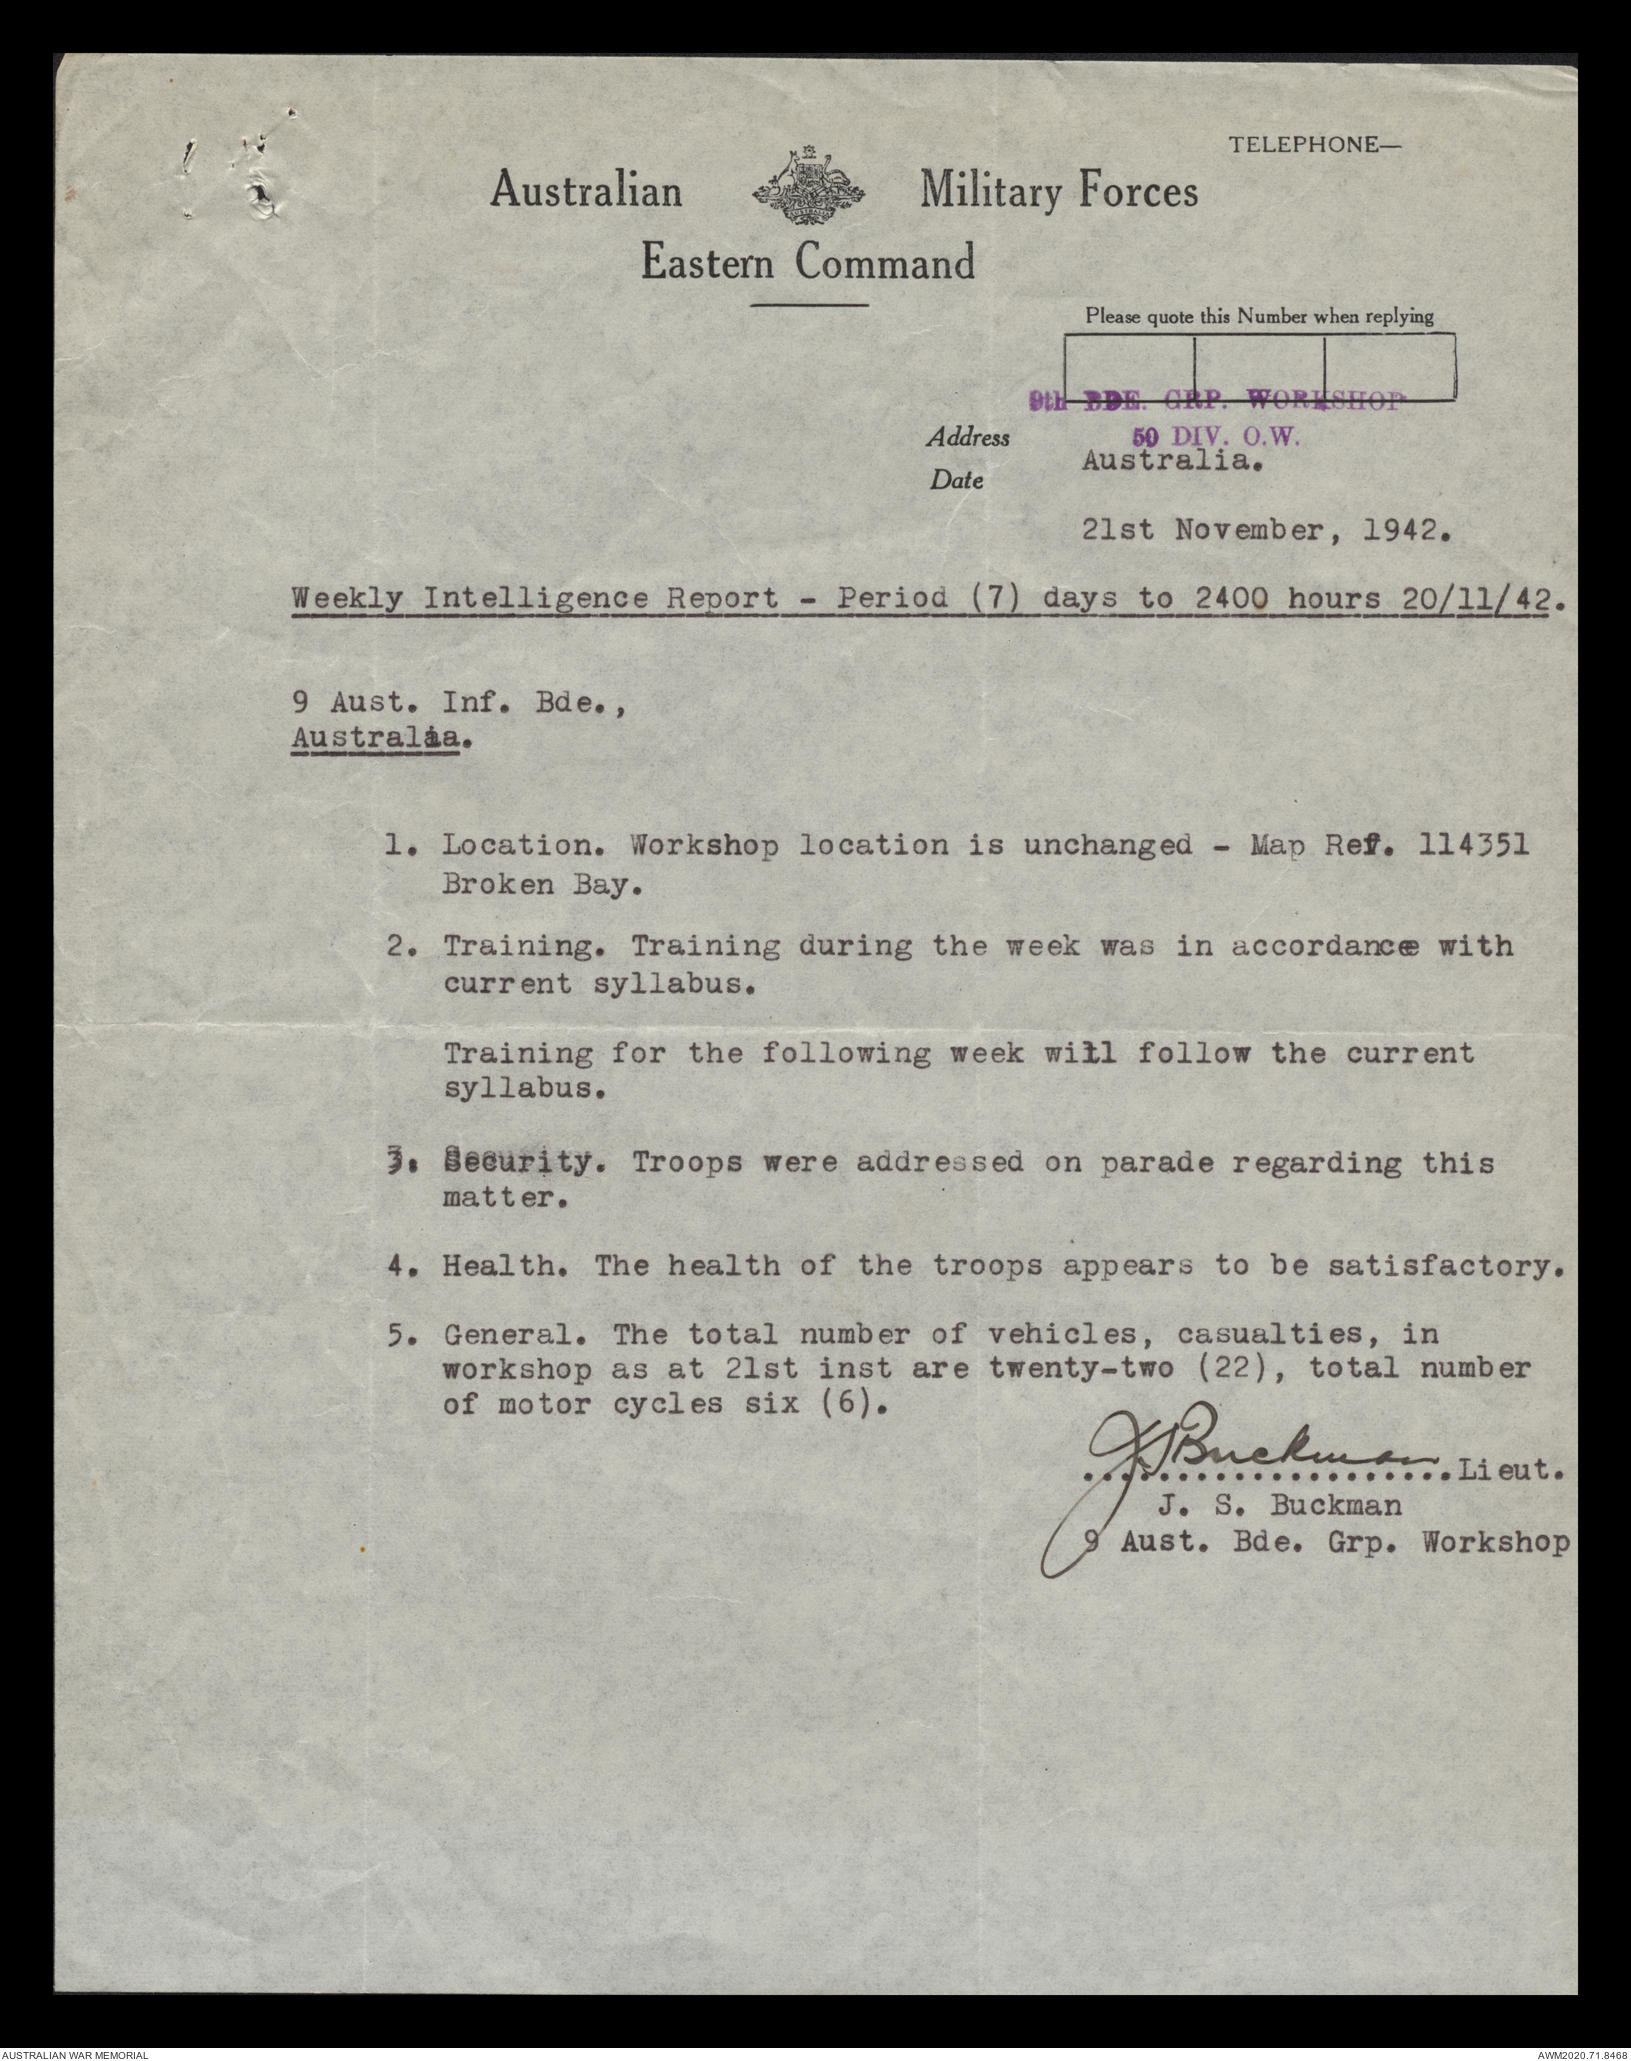 TELEPHONE—
Australian Military Forces
Eastern Command
Please quote this Number when replying
9th BDE. GRP. WORKSHOP
Address 50 DIV. O.W.
Australia.
Date
21st November, 1942.
Weekly Intelligence Report - Period (7) days to 2400 hours 20/11/42.
9 Aust. Inf. Bde.,
Australia.
1. Location. Workshop location is unchanged - Map Ref. 114351
Broken Bay.
2. Training. Training during the week was in accordance with
current syllabus.
Training for the following week will follow the current
syllabus.
3. Security. Troops were addressed on parade regarding this
matter.
4. Health. The health of the troops appears to be satisfactory.
5. General. The total number of vehicles, casualties, in
workshop as at 21st inst are twenty-two (22), total number
of motor cycles six (6).
JSBuckman
....................Lieut.
J. S. Buckman
9 Aust. Bde. Grp. Workshop
AUSTRALIAN WAR MEMORIAL AWM2020.71.8468